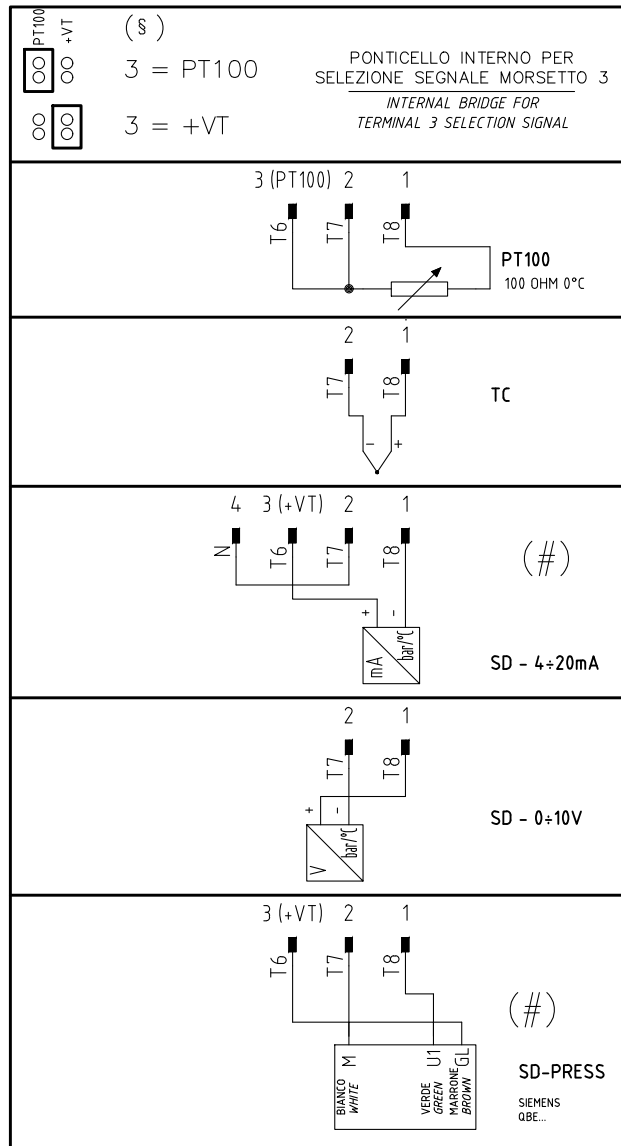 PT100 +VT
(§)
3 = PT100
3 = +VT
PONTICELLO INTERNO PER
SELEZIONE SEGNALE MORSETTO 3
INTERNAL BRIDGE FOR
TERMINAL 3 SELECTION SIGNAL
3 (PT100) 2 1
T6 T7 T8
PT100
100 OHM 0°C
2 1
T7 T8
- +
TC
4 3 (+VT) 2 1
N T6 T7 T8
(#)
+ -
mA bar/°C
SD - 4÷20mA
2 1
T7 T8
+ -
V bar/°C
SD - 0÷10V
3 (+VT) 2 1
T6 T7 T8
(#)
M U1 GL
BIANCO
WHITE
VERDE
GREEN
MARRONE
BROWN
SD-PRESS
SIEMENS
QBE...